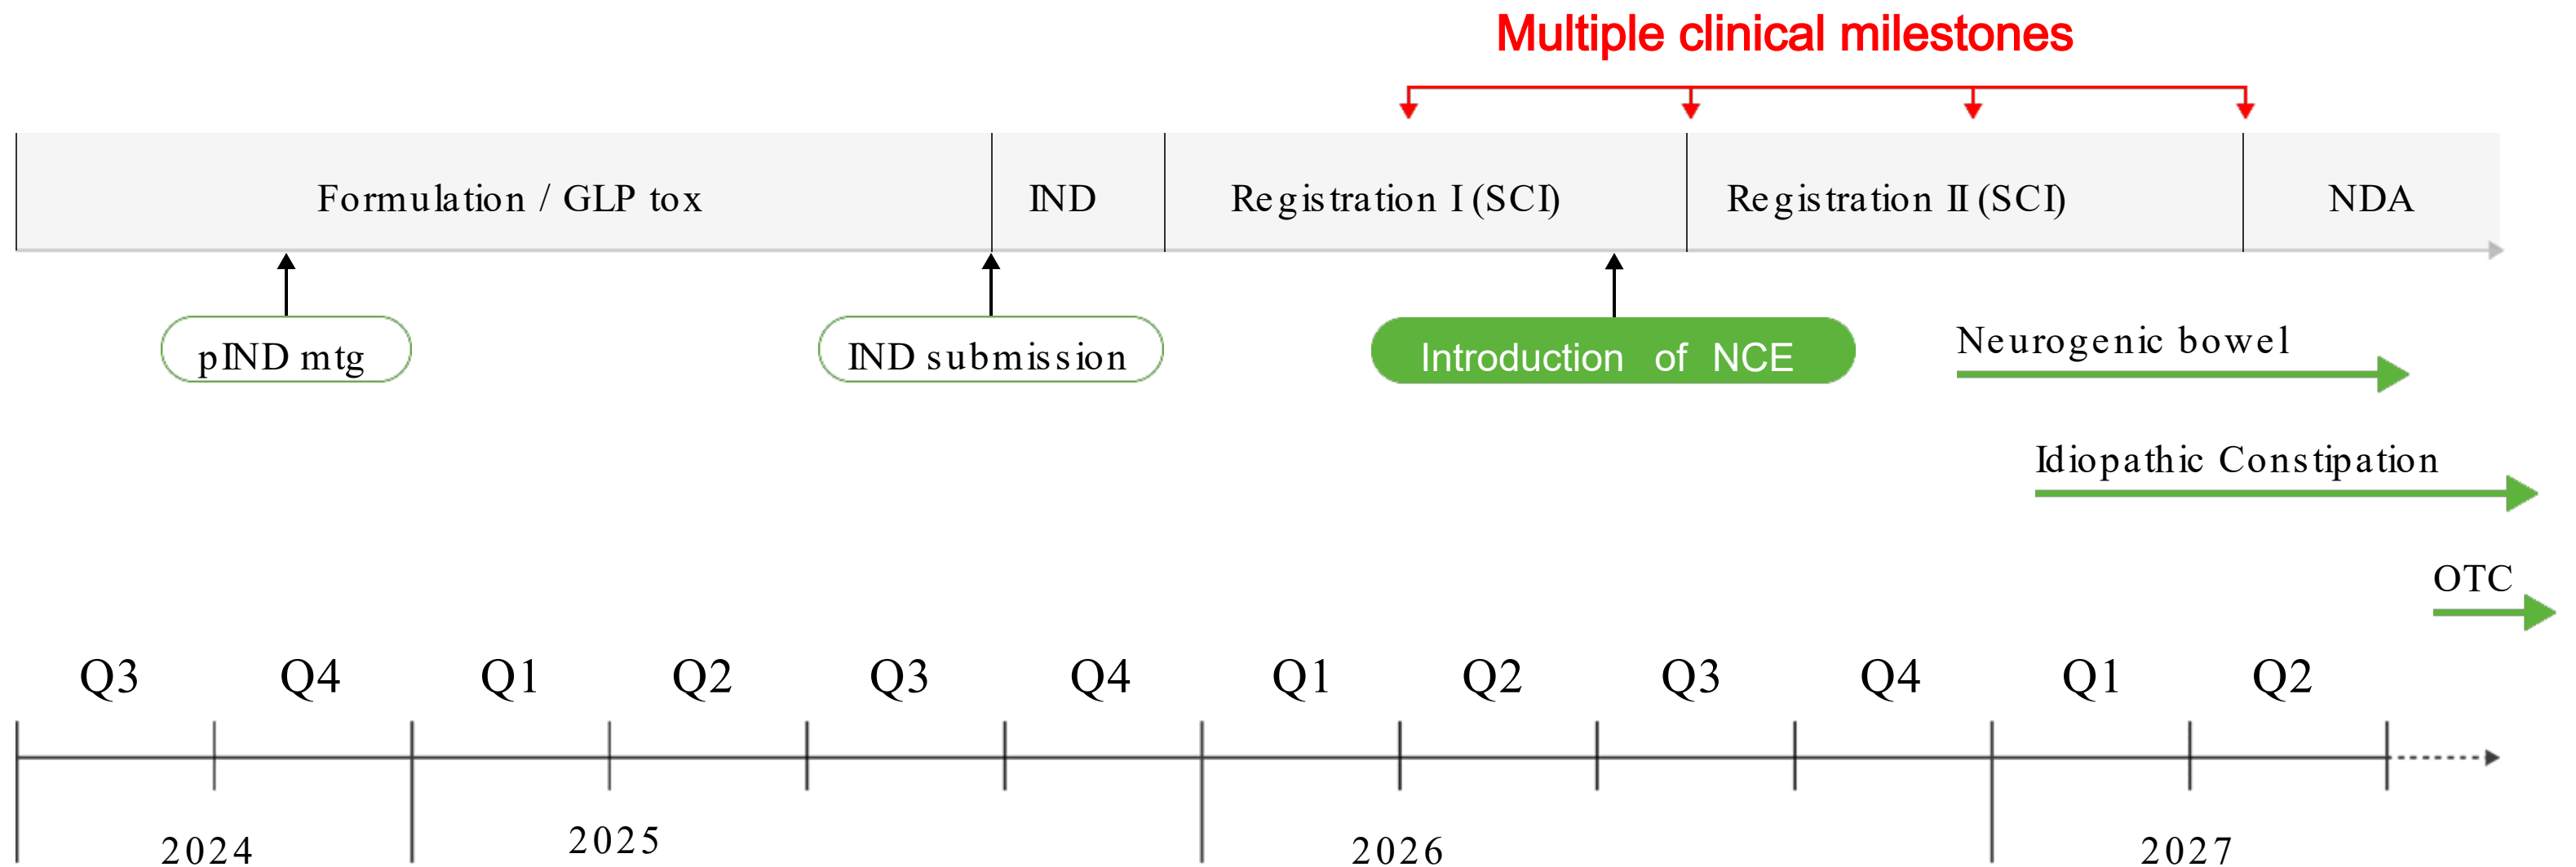 Multiple clinical milestones
Formulation / GLP tox
IND
Registration I (SCI)
Registration II (SCI)
NDA
pIND mtg
IND submission
Introduction of NCE
Neurogenic bowel
Idiopathic Constipation
OTC
Q3 Q4 Q1 Q2 Q3 Q4 Q1 Q2 Q3 Q4 Q1 Q2
2024 2025 2026 2027